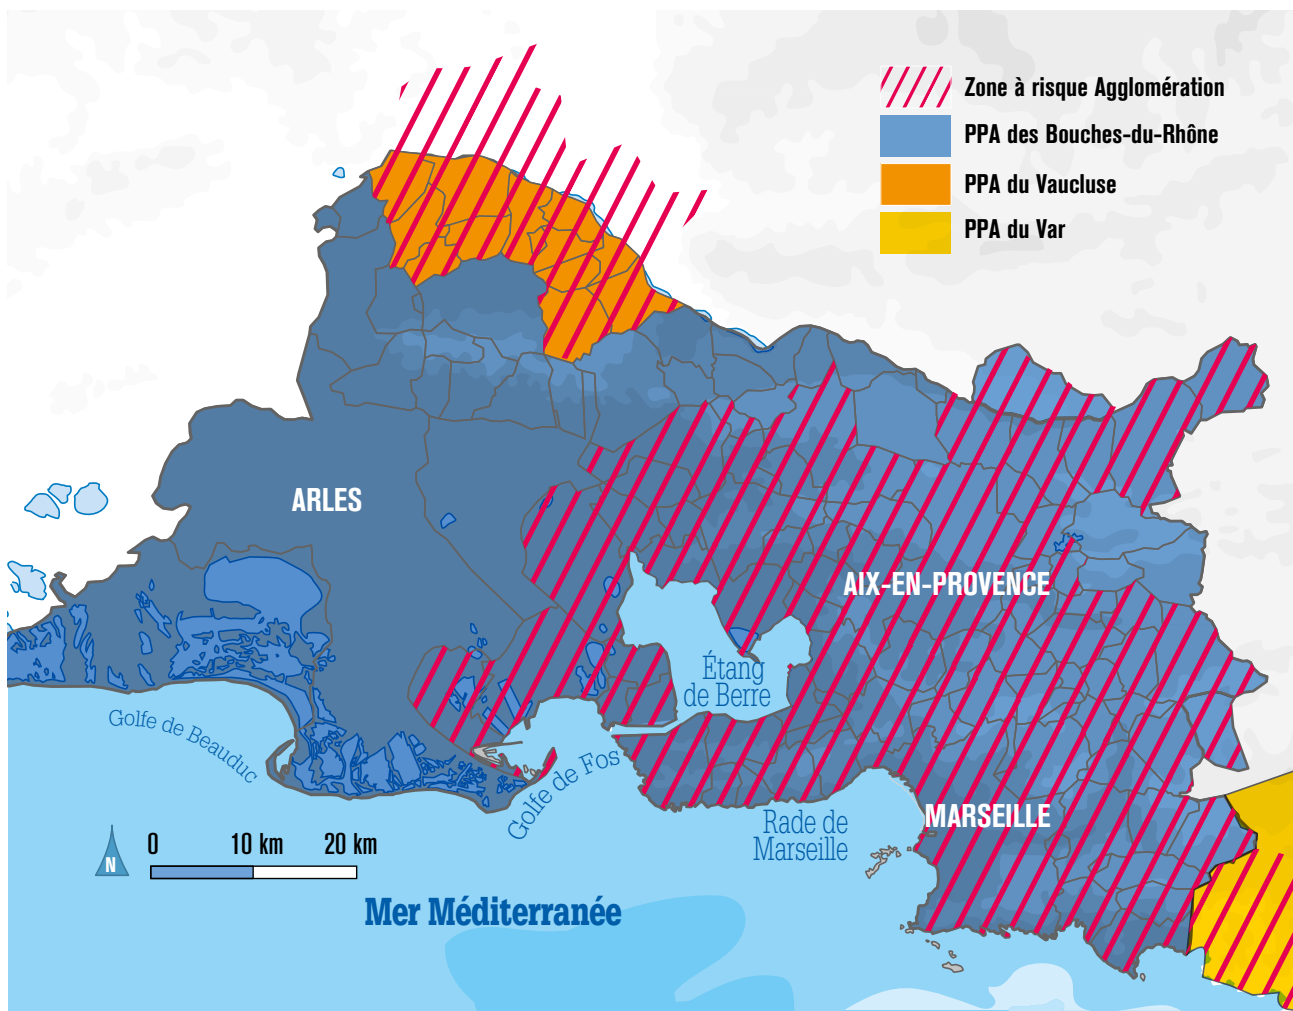 Zone à risque Agglomération
PPA des Bouches-du-Rhône
PPA du Vaucluse
PPA du Var
ARLES
AIX-EN-PROVENCE
Étang
de Berre
Golfe de Beauduc
Golfe de Fos
MARSEILLE
Rade de
Marseille
0 10 km 20 km
N
Mer Méditerranée